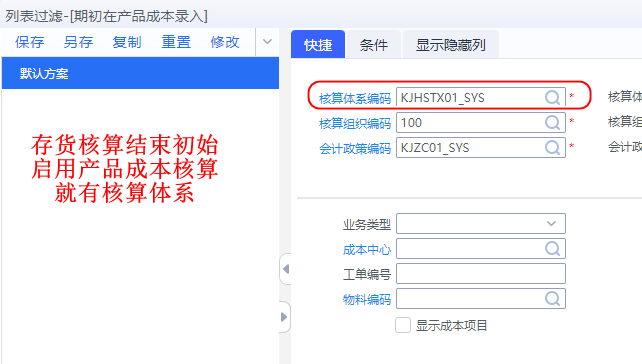 列表过滤-[期初在产品成本录入]
保存 另存 复制 重置 修改
快捷 条件 显示隐藏列
默认方案
核算体系编码 KJHSTX01_SYS * 核算体
核算组织编码 100 * 核算组
会计政策编码 KJZC01_SYS * 会计政
存货核算结束初始
启用产品成本核算
就有核算体系
业务类型
成本中心
工单编号
物料编码
显示成本项目